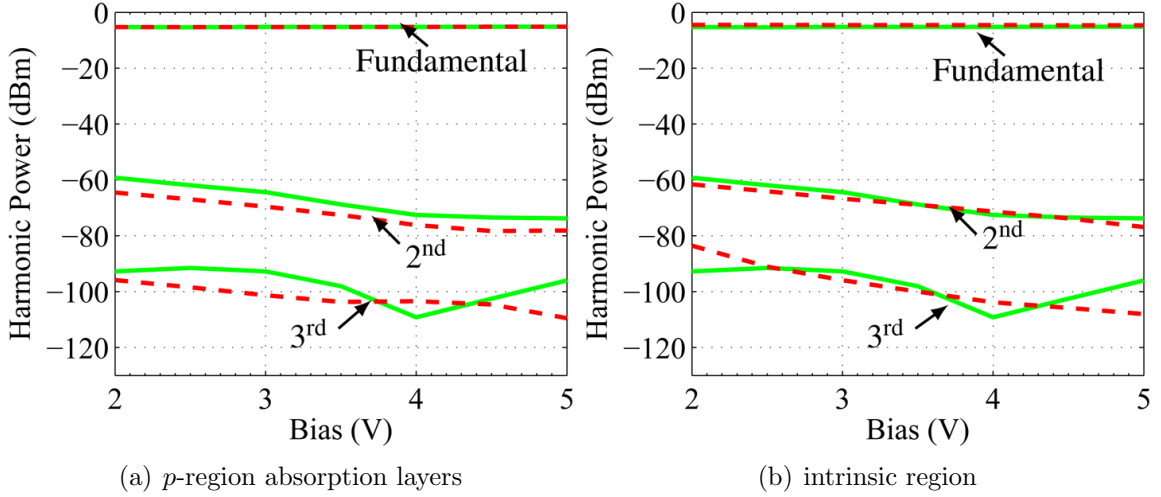 0
−20
−40
−60
−80
−100
−120
2
3
4
5
Harmonic Power (dBm)
Bias (V)
Fundamental
2nd
3rd
(a) p-region absorption layers
0
−20
−40
−60
−80
−100
−120
2
3
4
5
Harmonic Power (dBm)
Bias (V)
Fundamental
2nd
3rd
(b) intrinsic region